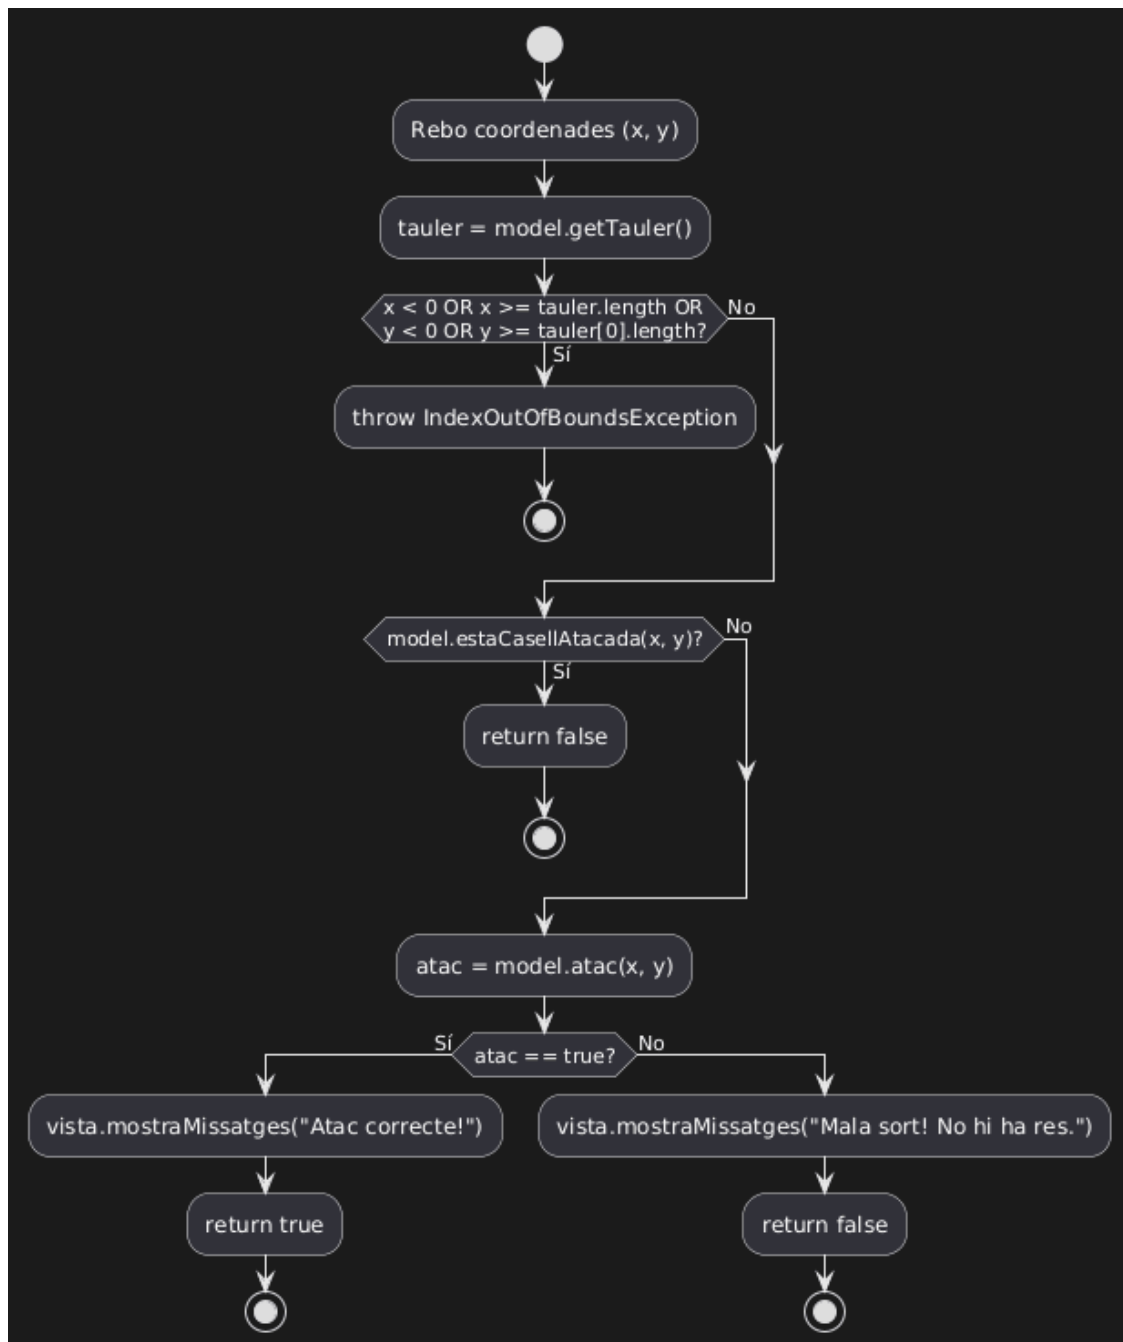 Rebo coordenades (x, y)
tauler = model.getTauler()
x < 0 OR x >= tauler.length OR
y < 0 OR y >= tauler[0].length?
No
Sí
throw IndexOutOfBoundsException
model.estaCasellAtacada(x, y)?
No
Sí
return false
atac = model.atac(x, y)
Sí
atac == true?
No
vista.mostraMissatges("Atac correcte!")
vista.mostraMissatges("Mala sort! No hi ha res.")
return true
return false